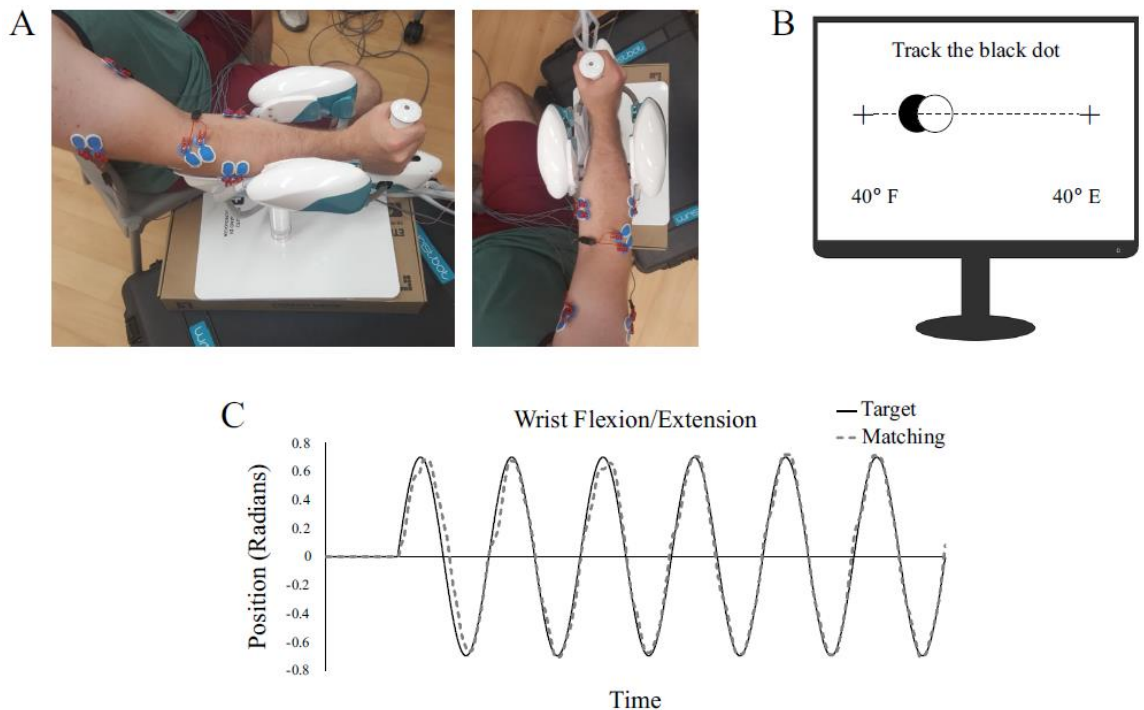 A
B
Track the black dot
40° F
40° E
C
Wrist Flexion/Extension
Target
Matching
Position (Radians)
0.8
0.6
0.4
0.2
0
-0.2
-0.4
-0.6
-0.8
Time